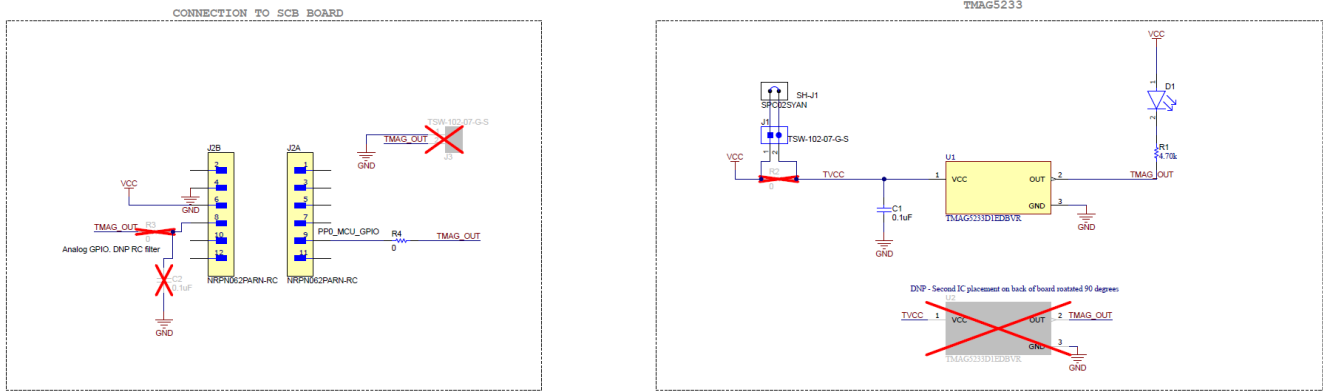 CONNECTION TO SCB BOARD
TSW-102-07-G-S
TMAG_OUT
J3
GND
J2B
J2A
2
4
6
8
10
12
1
3
5
7
9
11
VCC
GND
TMAG_OUT
R3
0
Analog GPIO. DNP RC filter
C2
0.1uF
GND
PP0_MCU_GPIO
R4
0
TMAG_OUT
NRPN062PARN-RC
NRPN062PARN-RC
TMAG5233
VCC
1
D1
2
R1
4.70k
SH-J1
SPC02SYAN
J1
TSW-102-07-G-S
1
2
VCC
R2
0
TVCC
C1
0.1uF
GND
U1
1
VCC
OUT
2
TMAG_OUT
GND
3
GND
TMAG5233D1EDBVR
DNP - Second IC placement on back of board roatated 90 degrees
U2
TVCC
1
VCC
OUT
2
TMAG_OUT
GND
3
GND
TMAG5233D1EDBVR